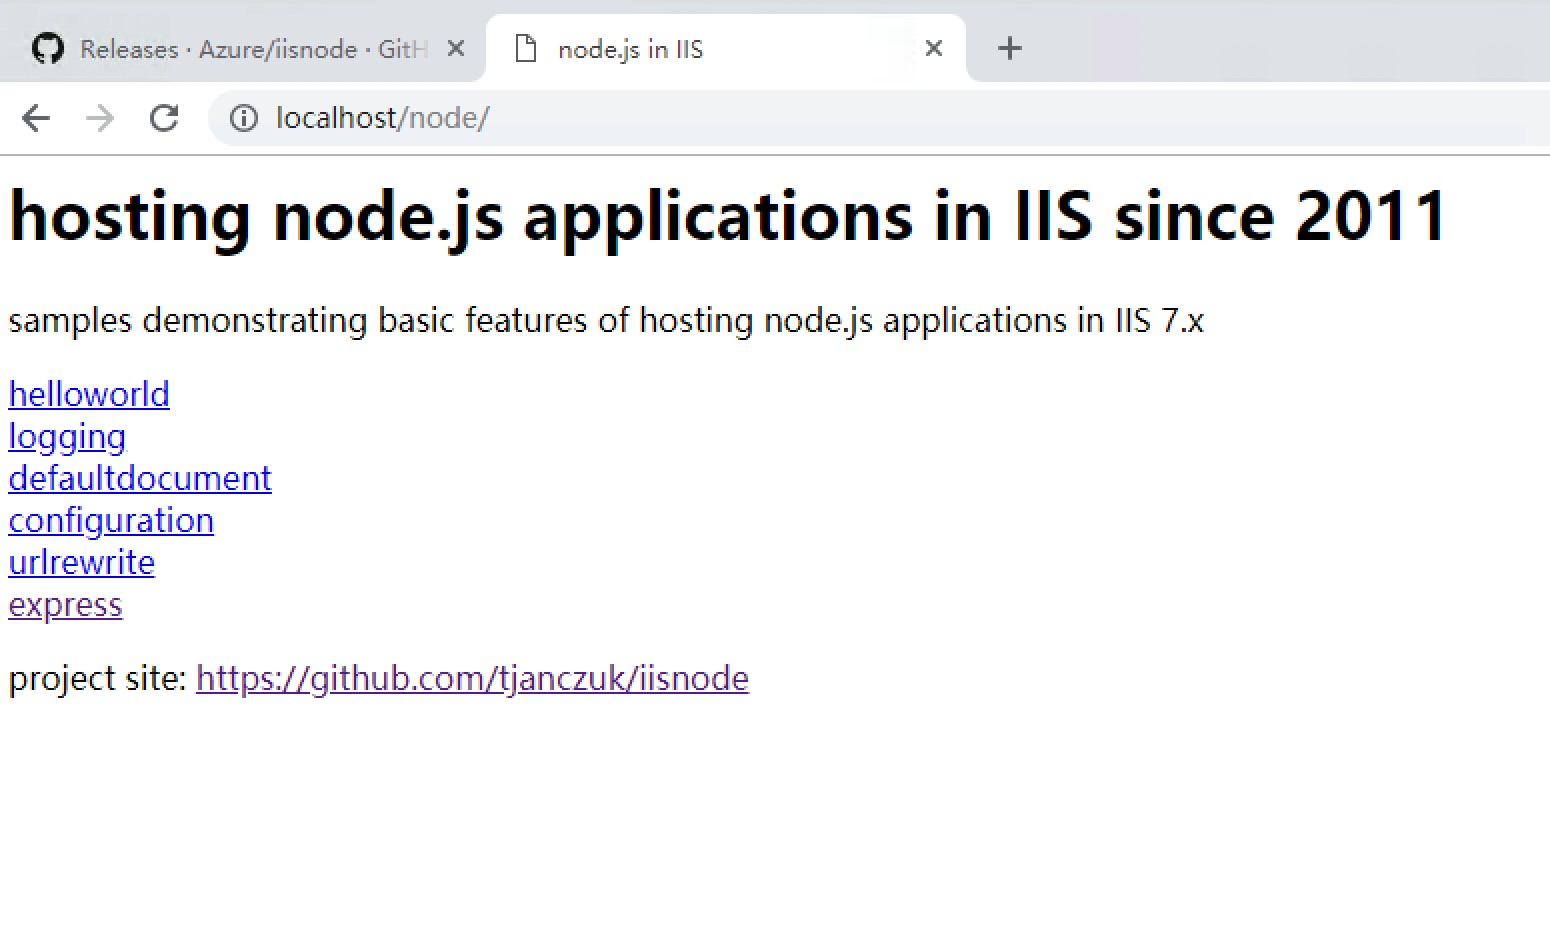 Releases · Azure/iisnode · GitH
node.js in IIS
localhost/node/
hosting node.js applications in IIS since 2011
samples demonstrating basic features of hosting node.js applications in IIS 7.x
helloworld
logging
defaultdocument
configuration
urlrewrite
express
project site: https://github.com/tjanczuk/iisnode